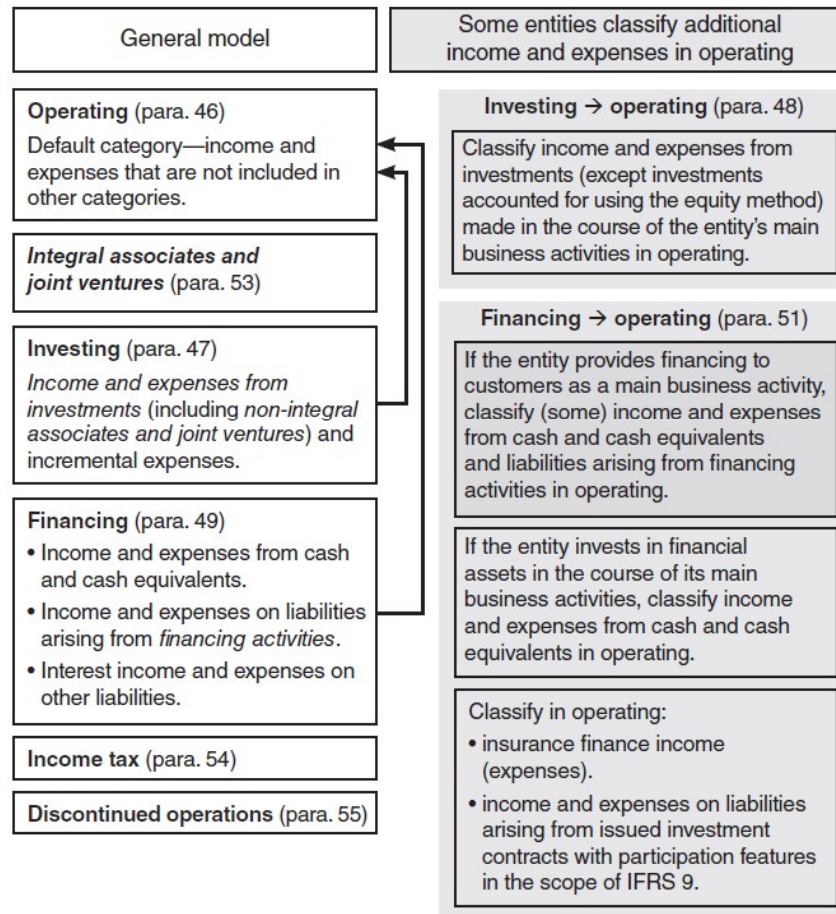 General model
Some entities classify additional
income and expenses in operating
Operating (para. 46)
Default category—income and
expenses that are not included in
other categories.
Integral associates and
joint ventures (para. 53)
Investing (para. 47)
Income and expenses from
investments (including non-integral
associates and joint ventures) and
incremental expenses.
Financing (para. 49)
• Income and expenses from cash
and cash equivalents.
• Income and expenses on liabilities
arising from financing activities.
• Interest income and expenses on
other liabilities.
Income tax (para. 54)
Discontinued operations (para. 55)
Investing → operating (para. 48)
Classify income and expenses from
investments (except investments
accounted for using the equity method)
made in the course of the entity's main
business activities in operating.
Financing → operating (para. 51)
If the entity provides financing to
customers as a main business activity,
classify (some) income and expenses
from cash and cash equivalents
and liabilities arising from financing
activities in operating.
If the entity invests in financial
assets in the course of its main
business activities, classify income
and expenses from cash and cash
equivalents in operating.
Classify in operating:
• insurance finance income
(expenses).
• income and expenses on liabilities
arising from issued investment
contracts with participation features
in the scope of IFRS 9.